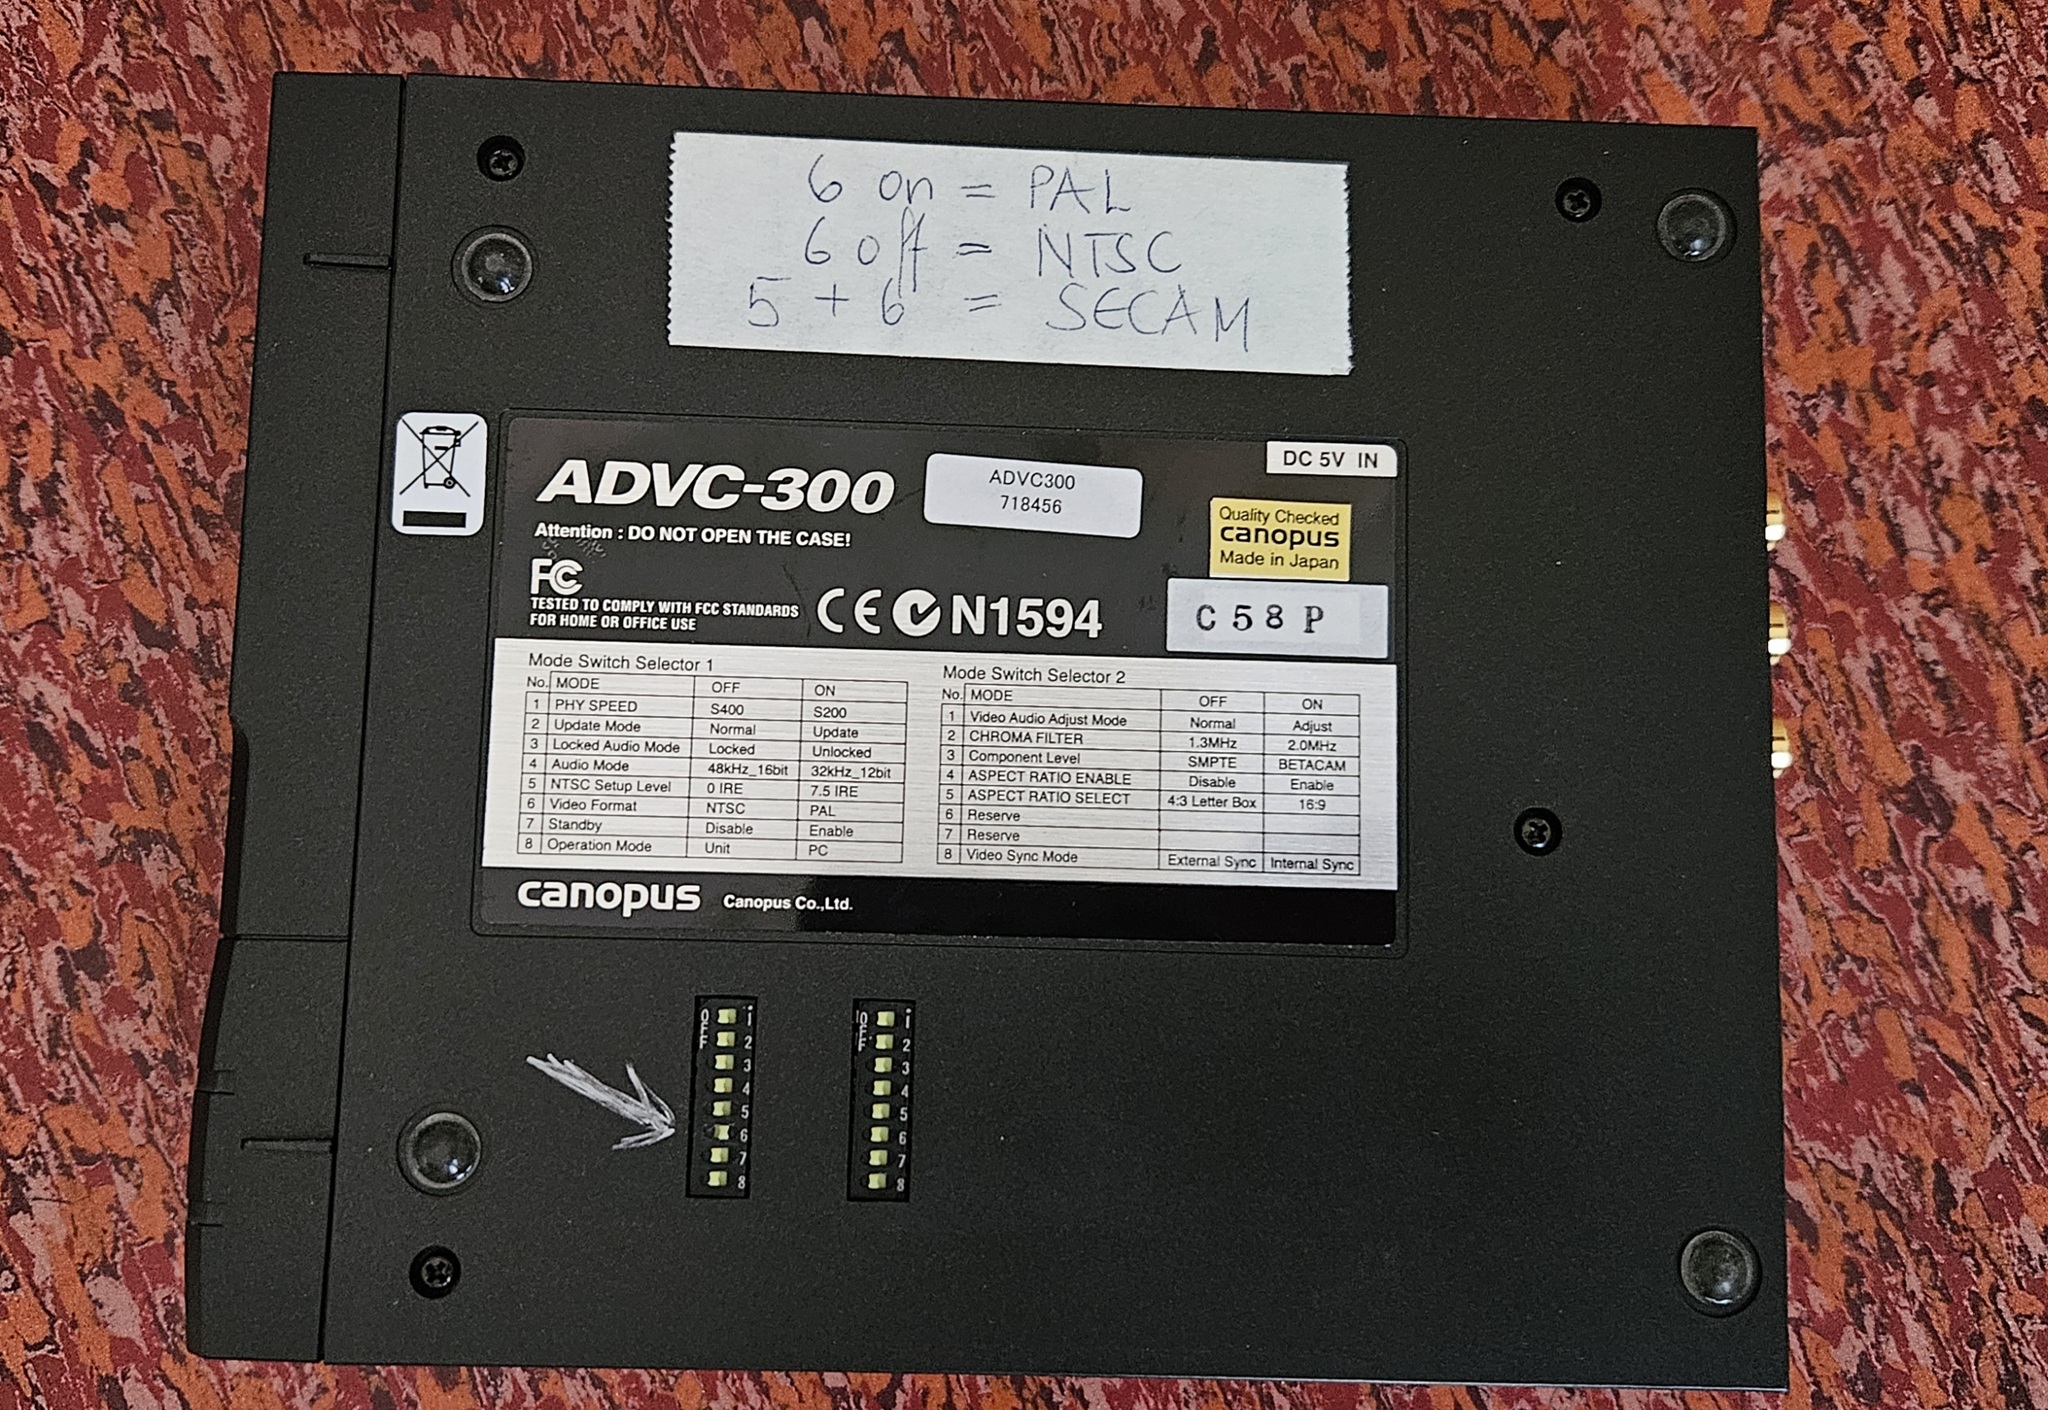 6 on = PAL
6 off = NTSC
5 + 6 = SECAM
ADVC-300
ADVC300
718456
DC 5V IN
Attention : DO NOT OPEN THE CASE!
Quality Checked
canopus
Made in Japan
FC
TESTED TO COMPLY WITH FCC STANDARDS
FOR HOME OR OFFICE USE
CE N1594
C58P
Mode Switch Selector 1
No. MODE OFF ON
1 PHY SPEED S400 S200
2 Update Mode Normal Update
3 Locked Audio Mode Locked Unlocked
4 Audio Mode 48kHz_16bit 32kHz_12bit
5 NTSC Setup Level 0 IRE 7.5 IRE
6 Video Format NTSC PAL
7 Standby Disable Enable
8 Operation Mode Unit PC
Mode Switch Selector 2
No. MODE OFF ON
1 Video Audio Adjust Mode Normal Adjust
2 CHROMA FILTER 1.3MHz 2.0MHz
3 Component Level SMPTE BETACAM
4 ASPECT RATIO ENABLE Disable Enable
5 ASPECT RATIO SELECT 4:3 Letter Box 16:9
6 Reserve
7 Reserve
8 Video Sync Mode External Sync Internal Sync
canopus Canopus Co.,Ltd.
OFF
1
2
3
4
5
6
7
8
OFF
1
2
3
4
5
6
7
8